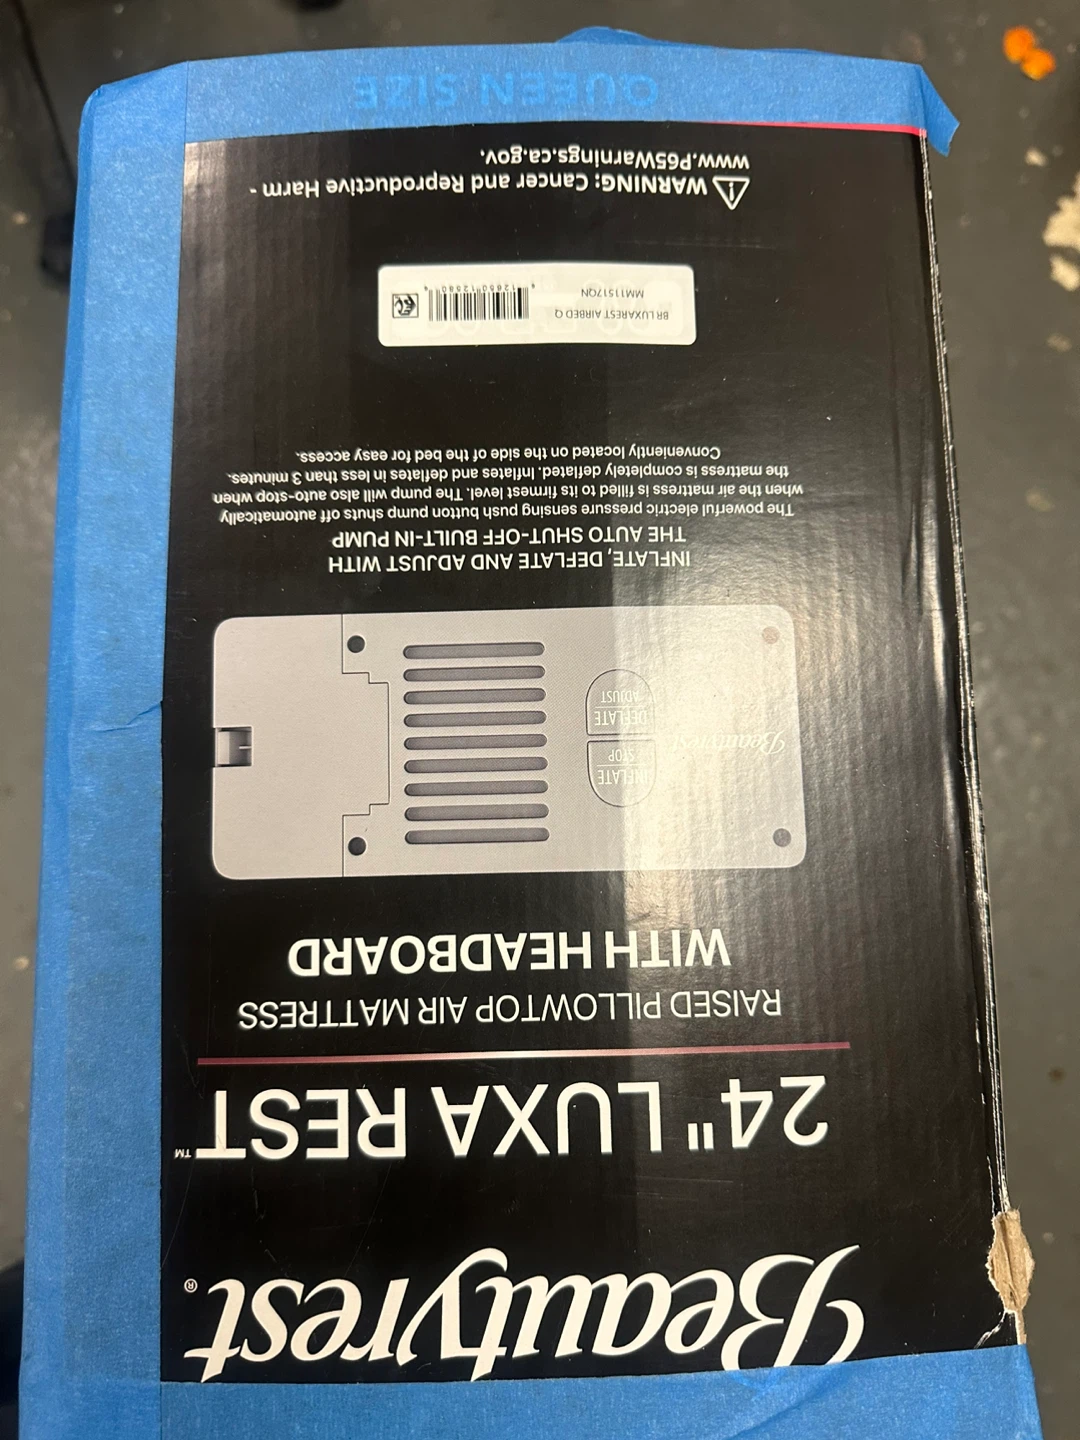 Beautyrest®
24" LUXA REST™
RAISED PILLOWTOP AIR MATTRESS
WITH HEADBOARD
Beautyrest
INFLATE
STOP
DEFLATE
ADJUST
INFLATE, DEFLATE AND ADJUST WITH
THE AUTO SHUT-OFF BUILT-IN PUMP
The powerful electric pressure sensing push button pump shuts off automatically
when the air mattress is filled to its firmest level. The pump will also auto-stop when
the mattress is completely deflated. Inflates and deflates in less than 3 minutes.
Conveniently located on the side of the bed for easy access.
BR LUXAREST AIRBED Q
MM11517QN
WARNING: Cancer and Reproductive Harm -
www.P65Warnings.ca.gov.
QUEEN SIZE